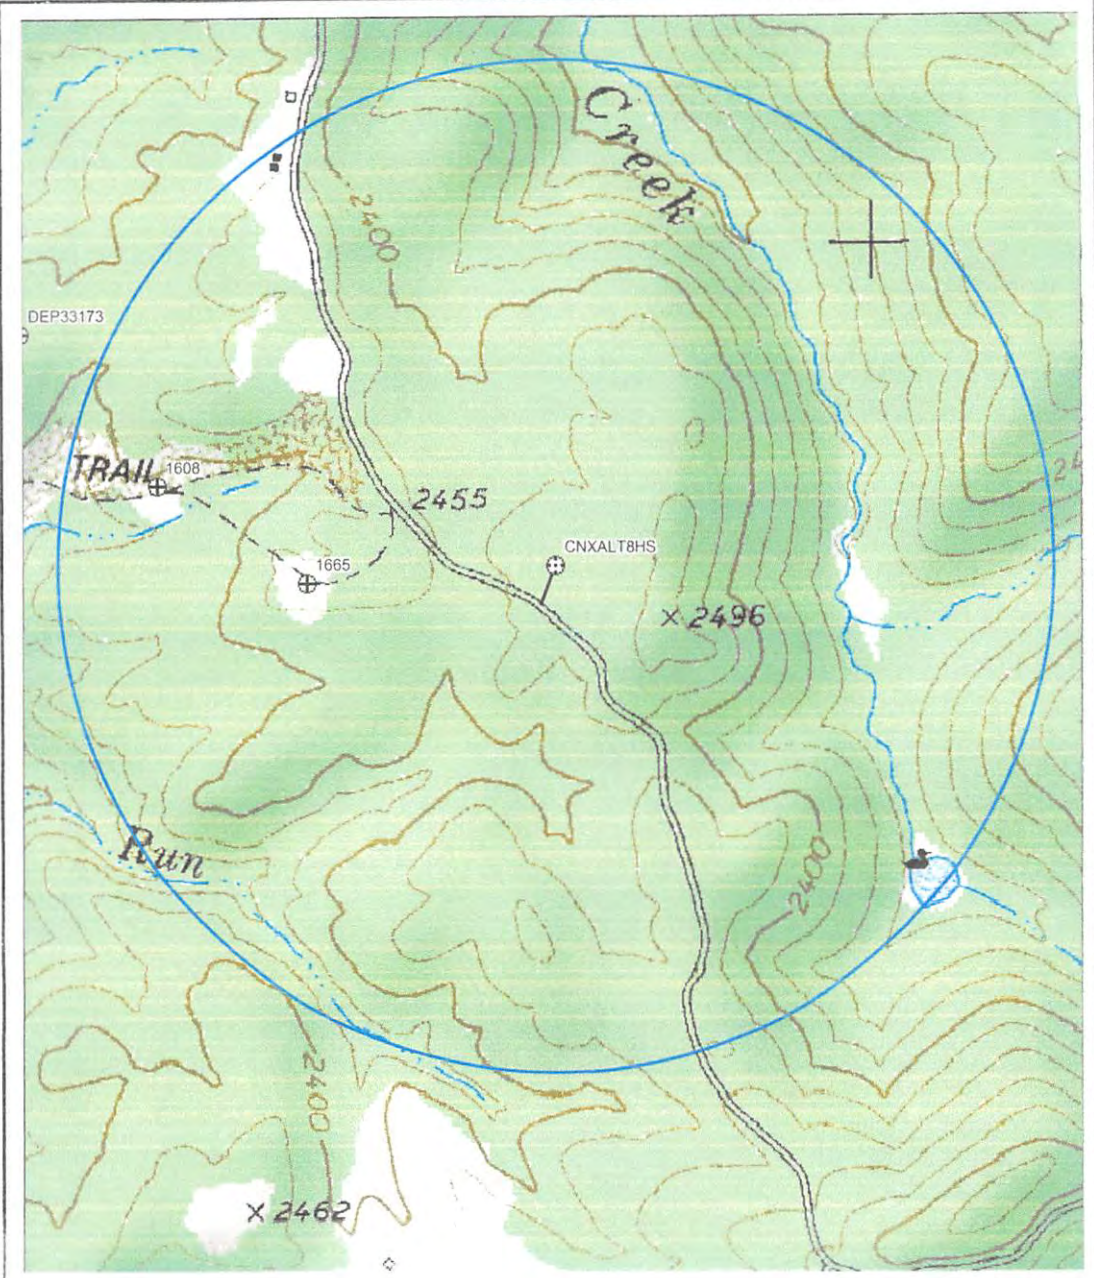 Creek
2400
DEP33173
TRAIL
1608
2455
CNXALT8HS
1665
X 2496
Run
2400
2400
X 2462